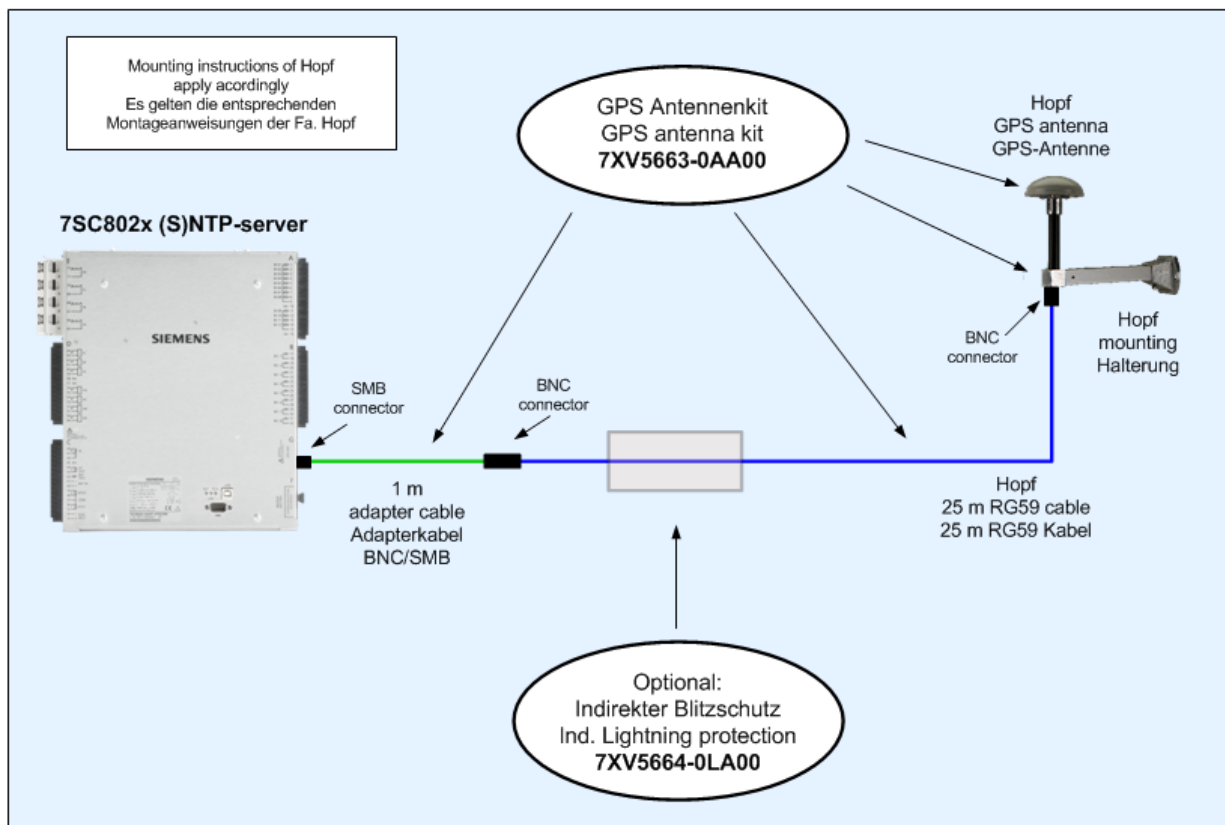 Mounting instructions of Hopf
apply acordingly
Es gelten die entsprechenden
Montageanweisungen der Fa. Hopf
GPS Antennenkit
GPS antenna kit
7XV5663-0AA00
Hopf
GPS antenna
GPS-Antenne
7SC802x (S)NTP-server
SIEMENS
SMB
connector
BNC
connector
BNC
connector
Hopf
mounting
Halterung
1 m
adapter cable
Adapterkabel
BNC/SMB
Hopf
25 m RG59 cable
25 m RG59 Kabel
Optional:
Indirekter Blitzschutz
Ind. Lightning protection
7XV5664-0LA00